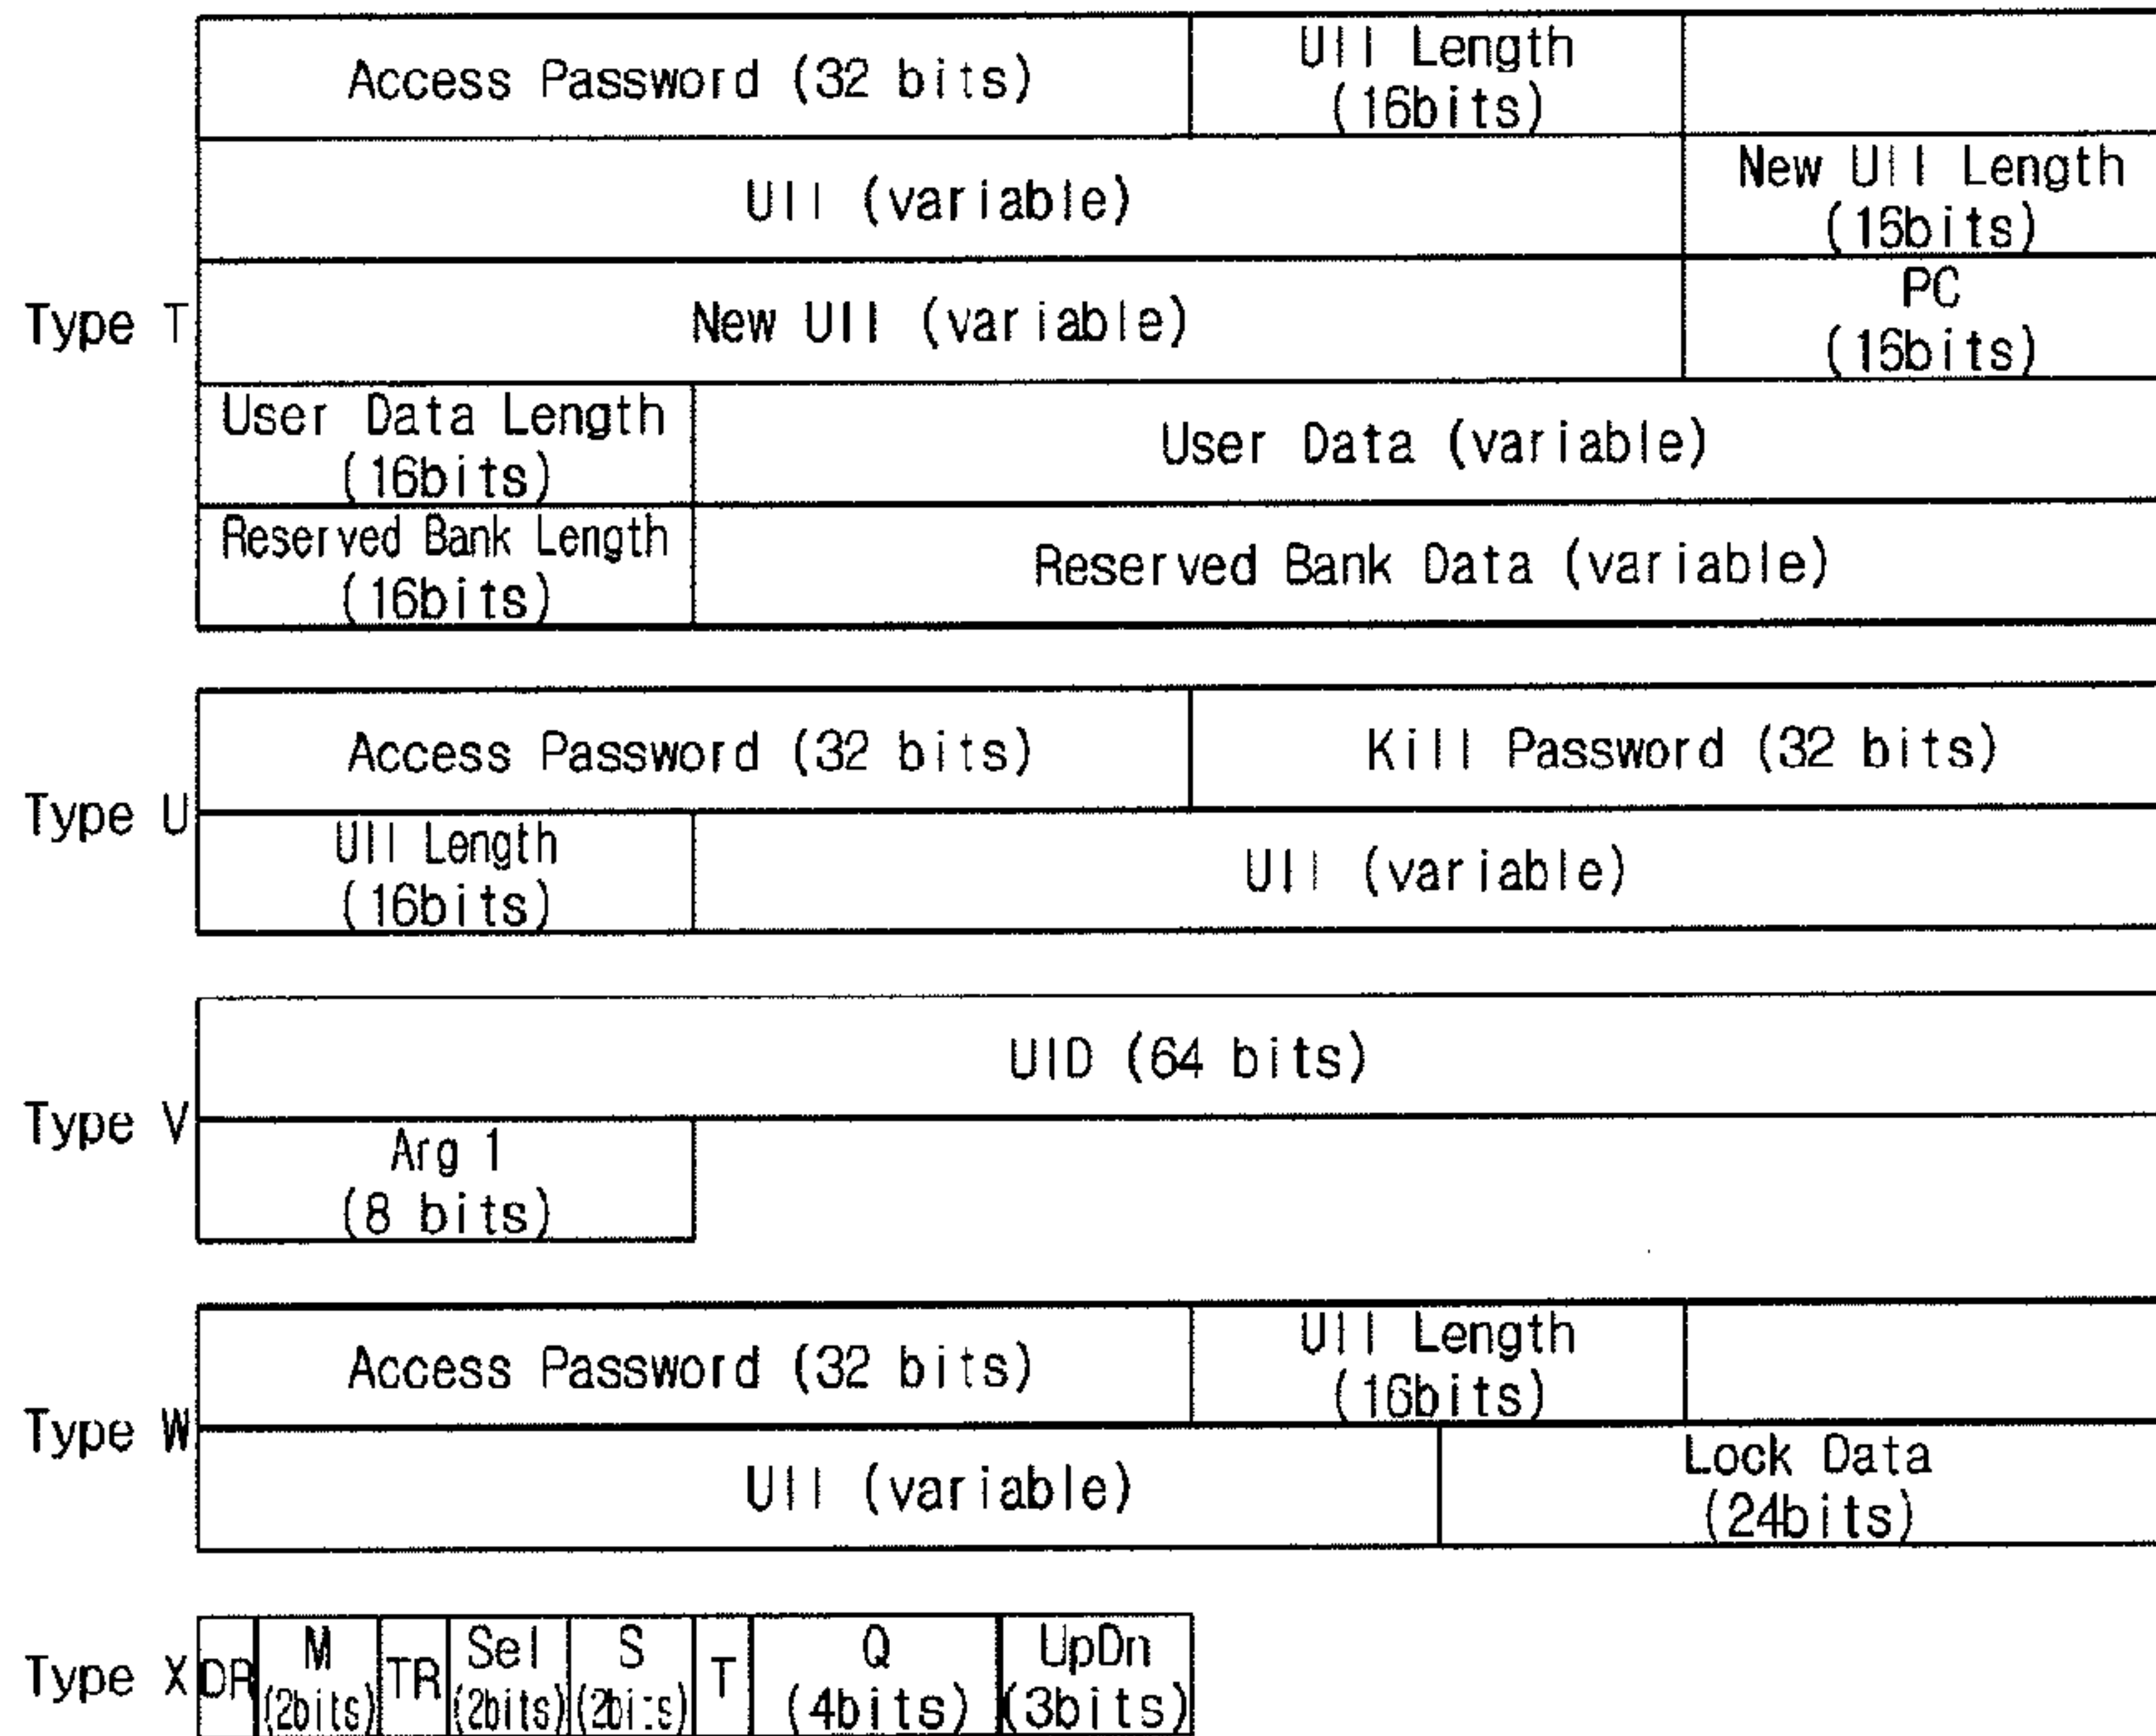 Access Password (32 bits)
UII Length
(16bits)
UII (variable)
New UII Length
(16bits)
Type T
New UII (variable)
PC
(16bits)
User Data Length
(16bits)
User Data (variable)
Reserved Bank Length
(16bits)
Reserved Bank Data (variable)
Access Password (32 bits)
Kill Password (32 bits)
Type U
UII Length
(16bits)
UII (variable)
UID (64 bits)
Type V
Arg 1
(8 bits)
Access Password (32 bits)
UII Length
(16bits)
Type W
UII (variable)
Lock Data
(24bits)
Type X
DR
M
(2bits)
TR
Sel
(2bits)
S
(2bits)
T
Q
(4bits)
UpDn
(3bits)